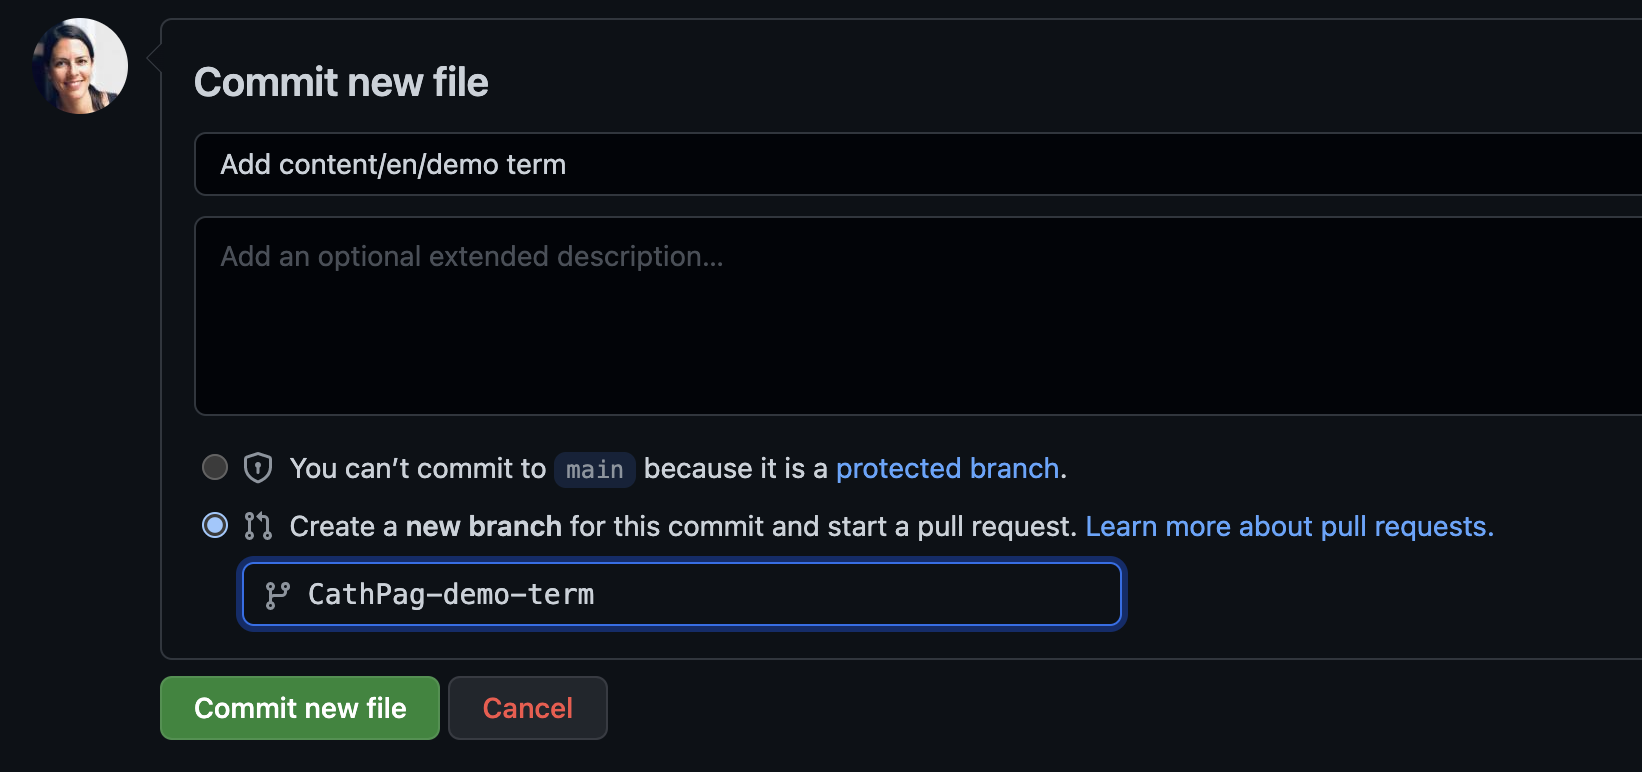 Commit new file
Add content/en/demo term
Add an optional extended description...
You can’t commit to main because it is a protected branch.
Create a new branch for this commit and start a pull request. Learn more about pull requests.
CathPag-demo-term
Commit new file
Cancel